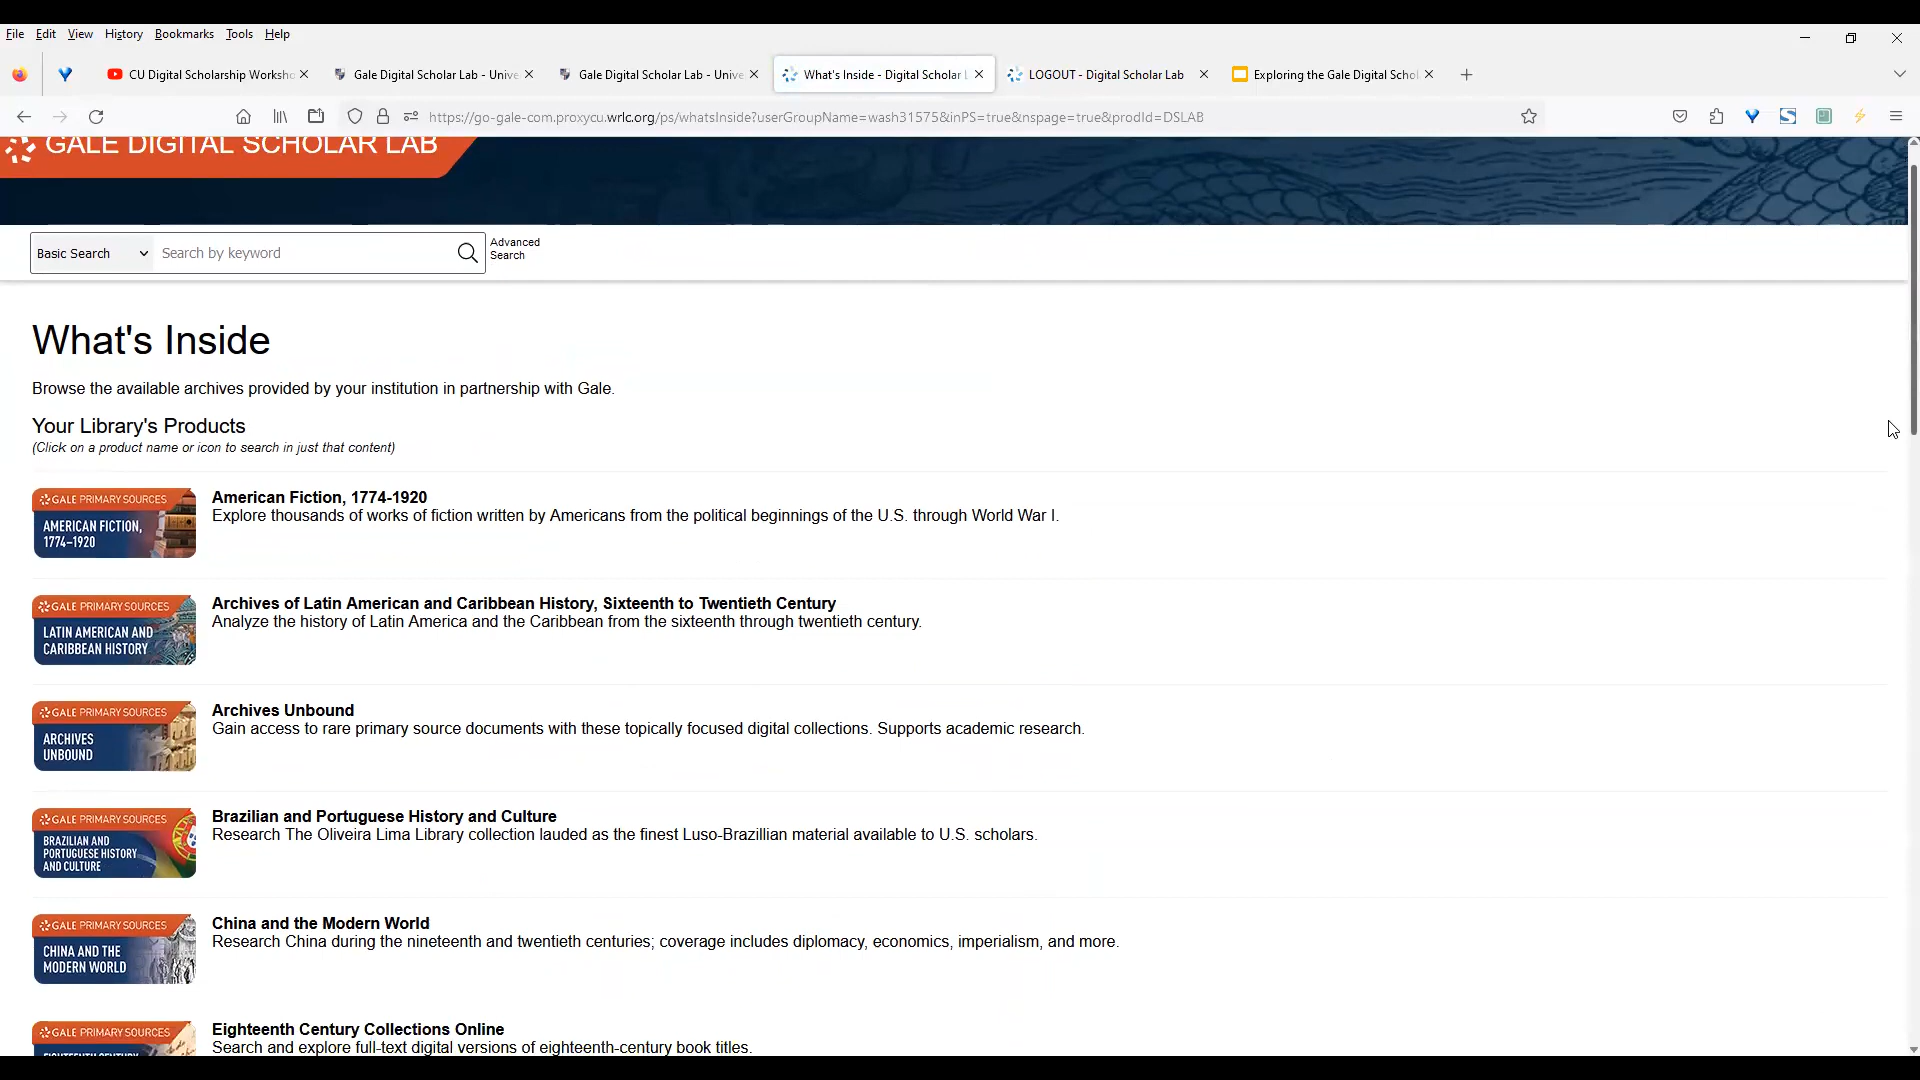 File Edit View History Bookmarks Tools Help
CU Digital Scholarship Worksho
Gale Digital Scholar Lab - Unive
Gale Digital Scholar Lab - Unive
What's Inside - Digital Scholar L
LOGOUT - Digital Scholar Lab
Exploring the Gale Digital Schol
https://go-gale-com.proxycu.wrlc.org/ps/whatsInside?userGroupName=wash31575&inPS=true&nspage=true&prodId=DSLAB
GALE DIGITAL SCHOLAR LAB
Basic Search
Search by keyword
Advanced
Search
What's Inside
Browse the available archives provided by your institution in partnership with Gale.
Your Library's Products
(Click on a product name or icon to search in just that content)
GALE PRIMARY SOURCES
AMERICAN FICTION,
1774–1920
American Fiction, 1774-1920
Explore thousands of works of fiction written by Americans from the political beginnings of the U.S. through World War I.
GALE PRIMARY SOURCES
LATIN AMERICAN AND
CARIBBEAN HISTORY
Archives of Latin American and Caribbean History, Sixteenth to Twentieth Century
Analyze the history of Latin America and the Caribbean from the sixteenth through twentieth century.
GALE PRIMARY SOURCES
ARCHIVES
UNBOUND
Archives Unbound
Gain access to rare primary source documents with these topically focused digital collections. Supports academic research.
GALE PRIMARY SOURCES
BRAZILIAN AND
PORTUGUESE HISTORY
AND CULTURE
Brazilian and Portuguese History and Culture
Research The Oliveira Lima Library collection lauded as the finest Luso-Brazillian material available to U.S. scholars.
GALE PRIMARY SOURCES
CHINA AND THE
MODERN WORLD
China and the Modern World
Research China during the nineteenth and twentieth centuries; coverage includes diplomacy, economics, imperialism, and more.
GALE PRIMARY SOURCES
EIGHTEENTH CENTURY
Eighteenth Century Collections Online
Search and explore full-text digital versions of eighteenth-century book titles.